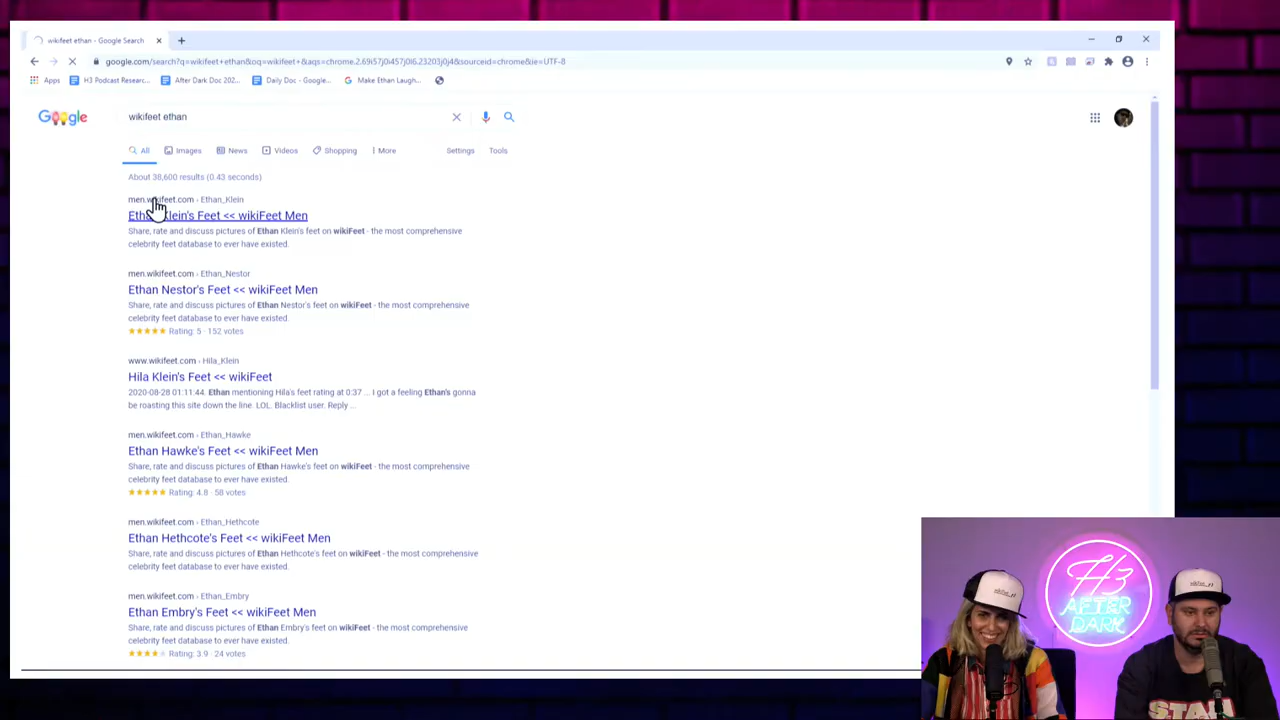 wikifeet ethan - Google Search
google.com/search?q=wikifeet+ethan&oq=wikifeet+&aqs=chrome.2.69i57j0i457j0l6.23203j0j4&sourceid=chrome&ie=UTF-8
Apps H3 Podcast Researc... After Dark Doc 202... Daily Doc - Google... Make Ethan Laugh...
Google wikifeet ethan
All Images News Videos Shopping More Settings Tools
About 38,600 results (0.43 seconds)
men.wikifeet.com › Ethan_Klein
Ethan Klein's Feet << wikiFeet Men
Share, rate and discuss pictures of Ethan Klein's feet on wikiFeet - the most comprehensive
celebrity feet database to ever have existed.
men.wikifeet.com › Ethan_Nestor
Ethan Nestor's Feet << wikiFeet Men
Share, rate and discuss pictures of Ethan Nestor's feet on wikiFeet - the most comprehensive
celebrity feet database to ever have existed.
Rating: 5 · 152 votes
www.wikifeet.com › Hila_Klein
Hila Klein's Feet << wikiFeet
2020-08-28 01:11:44. Ethan mentioning Hila's feet rating at 0:37 ... I got a feeling Ethan's gonna
be roasting this site down the line. LOL. Blacklist user. Reply ...
men.wikifeet.com › Ethan_Hawke
Ethan Hawke's Feet << wikiFeet Men
Share, rate and discuss pictures of Ethan Hawke's feet on wikiFeet - the most comprehensive
celebrity feet database to ever have existed.
Rating: 4.8 · 58 votes
men.wikifeet.com › Ethan_Hethcote
Ethan Hethcote's Feet << wikiFeet Men
Share, rate and discuss pictures of Ethan Hethcote's feet on wikiFeet - the most comprehensive
celebrity feet database to ever have existed.
men.wikifeet.com › Ethan_Embry
Ethan Embry's Feet << wikiFeet Men
Share, rate and discuss pictures of Ethan Embry's feet on wikiFeet - the most comprehensive
celebrity feet database to ever have existed.
Rating: 3.9 · 24 votes
H3
AFTER
DARK